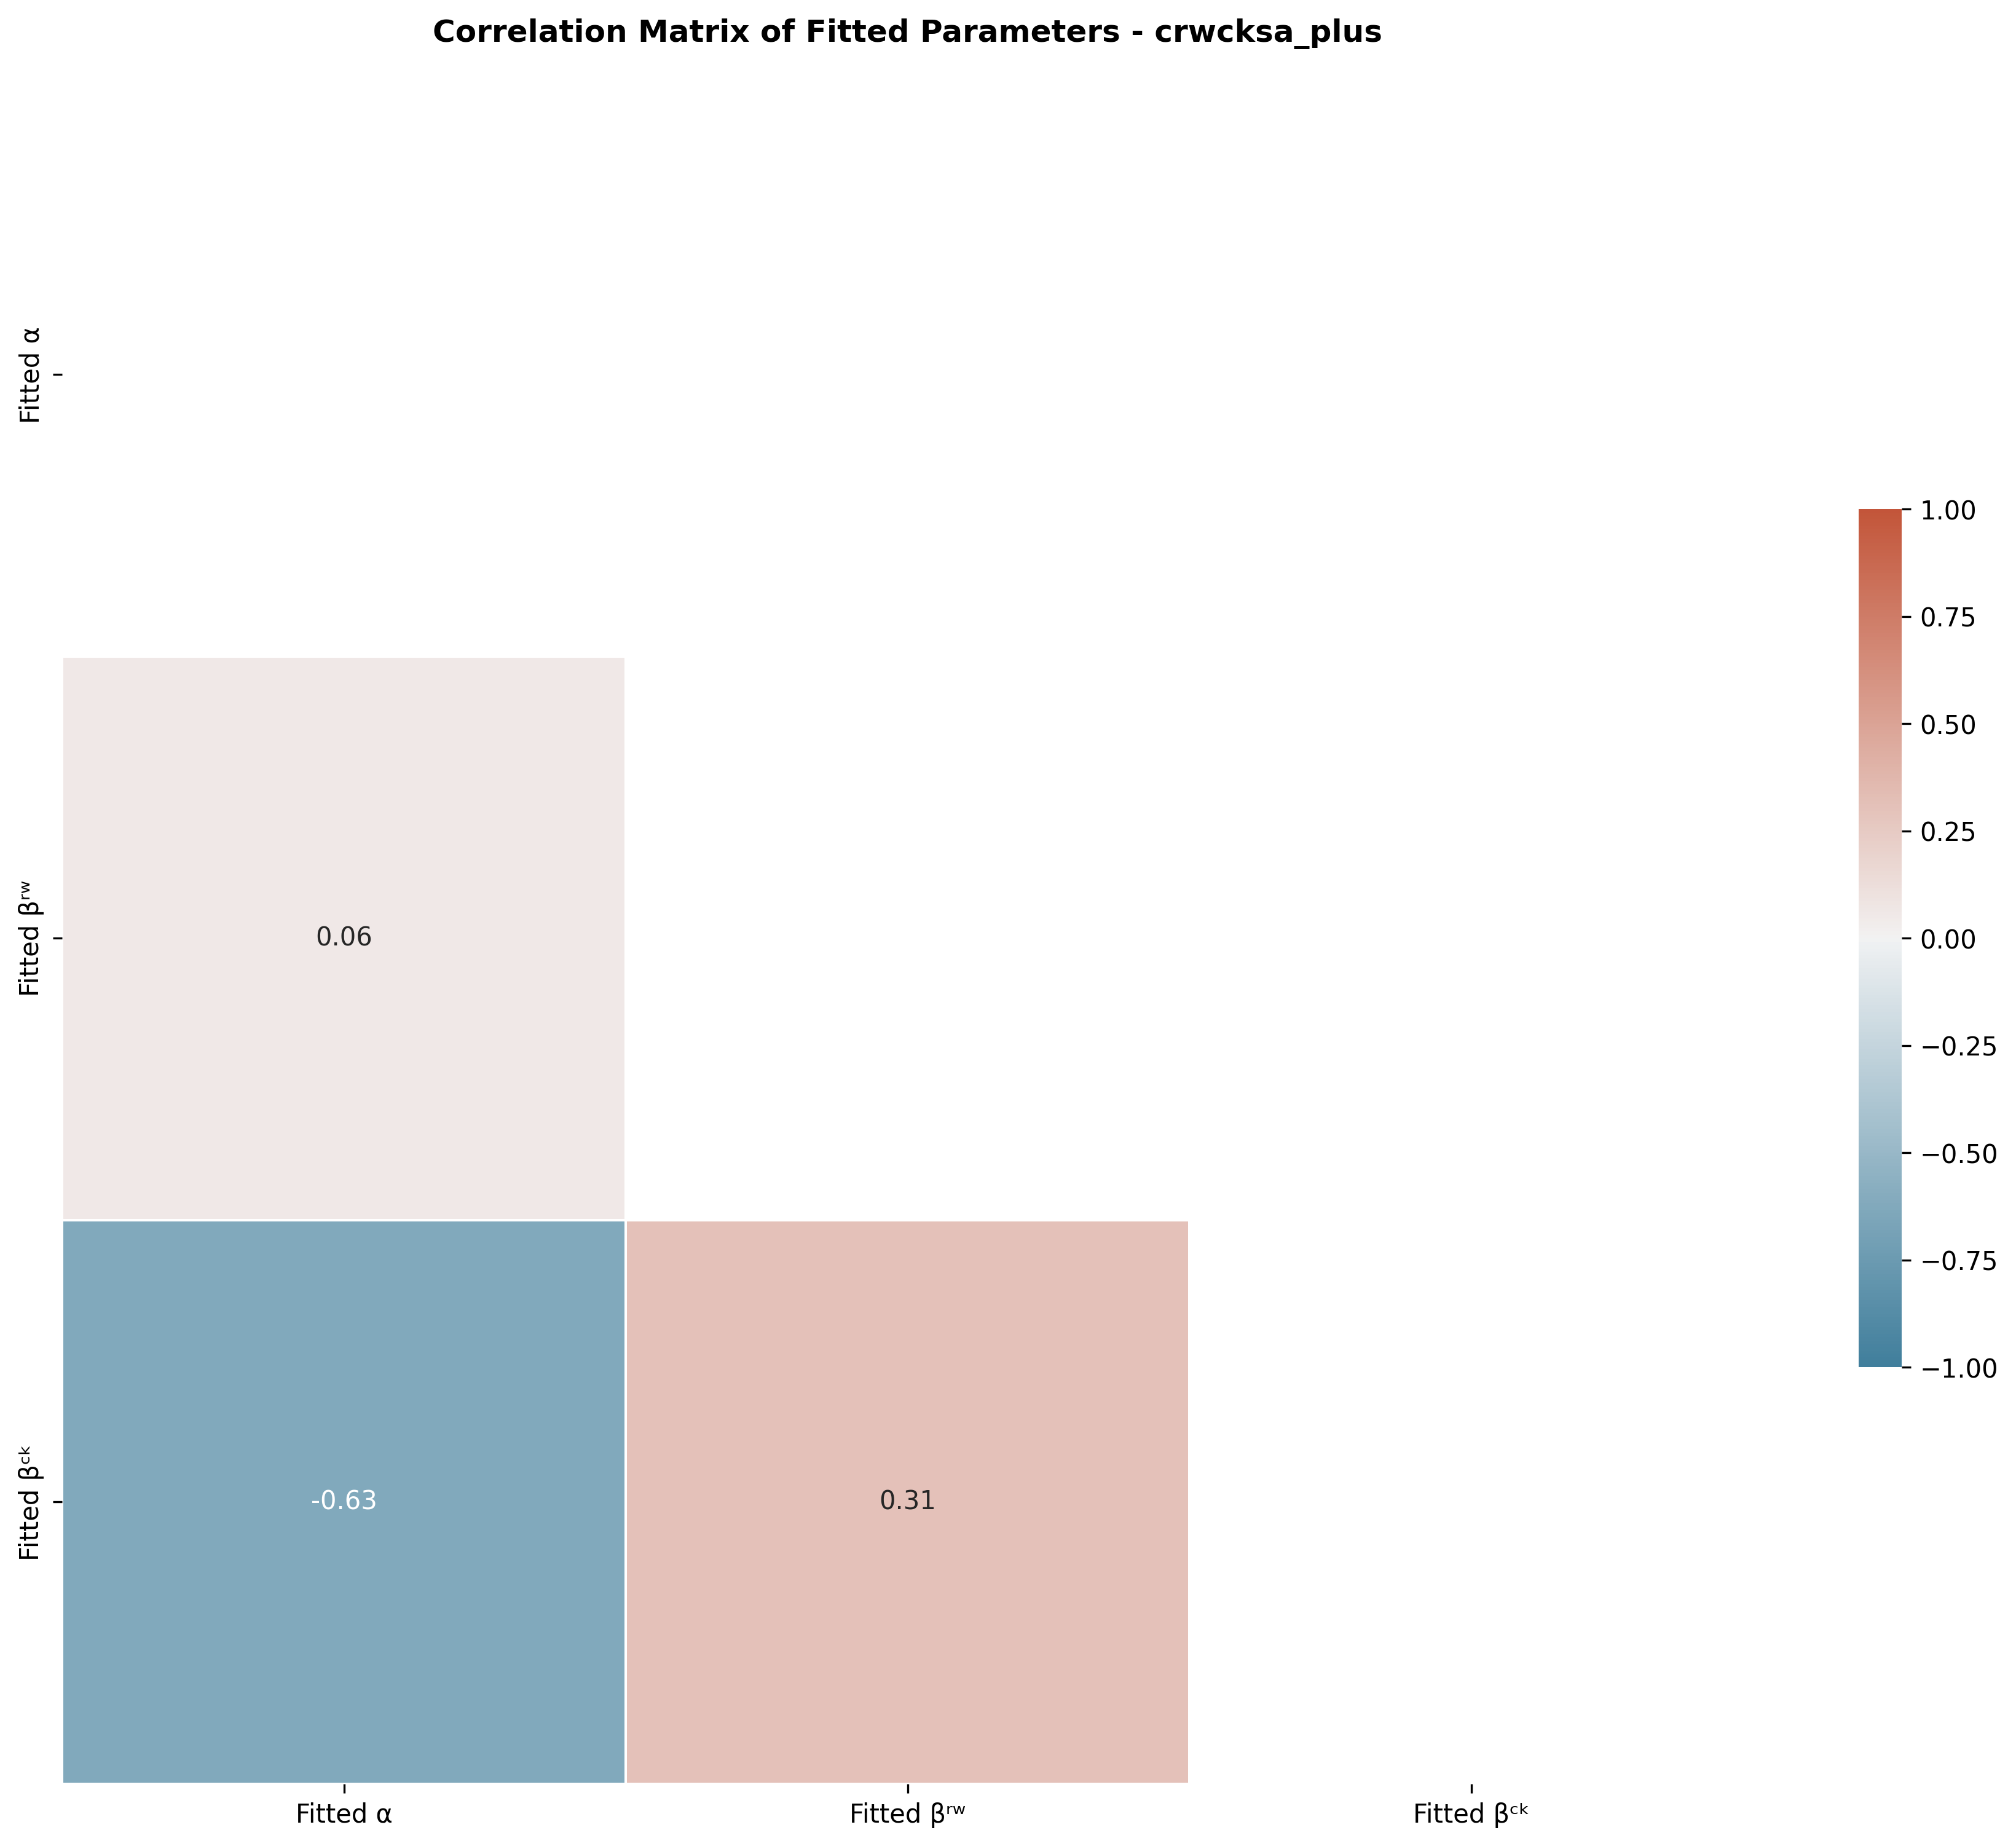 Correlation Matrix of Fitted Parameters - crwcksa_plus
Fitted α
Fitted βʳʷ
Fitted βᶜᵏ
0.06
-0.63
0.31
Fitted α
Fitted βʳʷ
Fitted βᶜᵏ
1.00
0.75
0.50
0.25
0.00
−0.25
−0.50
−0.75
−1.00